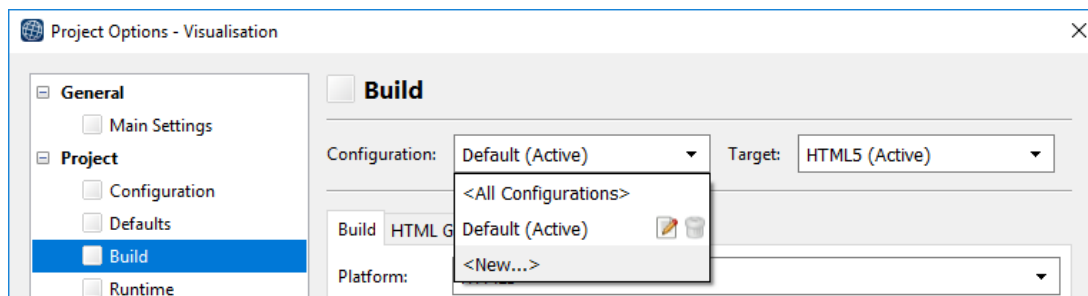 Project Options - Visualisation
General
Main Settings
Project
Configuration
Defaults
Build
Runtime
Build
Configuration: Default (Active) Target: HTML5 (Active)
<All Configurations>
Default (Active)
<New...>
Build HTML G
Platform: